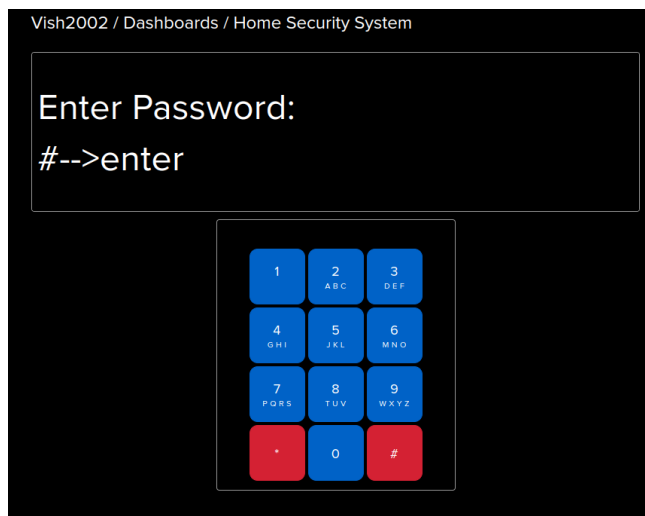 Vish2002 / Dashboards / Home Security System
Enter Password:
#-->enter
1 2 3
ABC DEF
4 5 6
GHI JKL MNO
7 8 9
PQRS TUV WXYZ
* 0 #